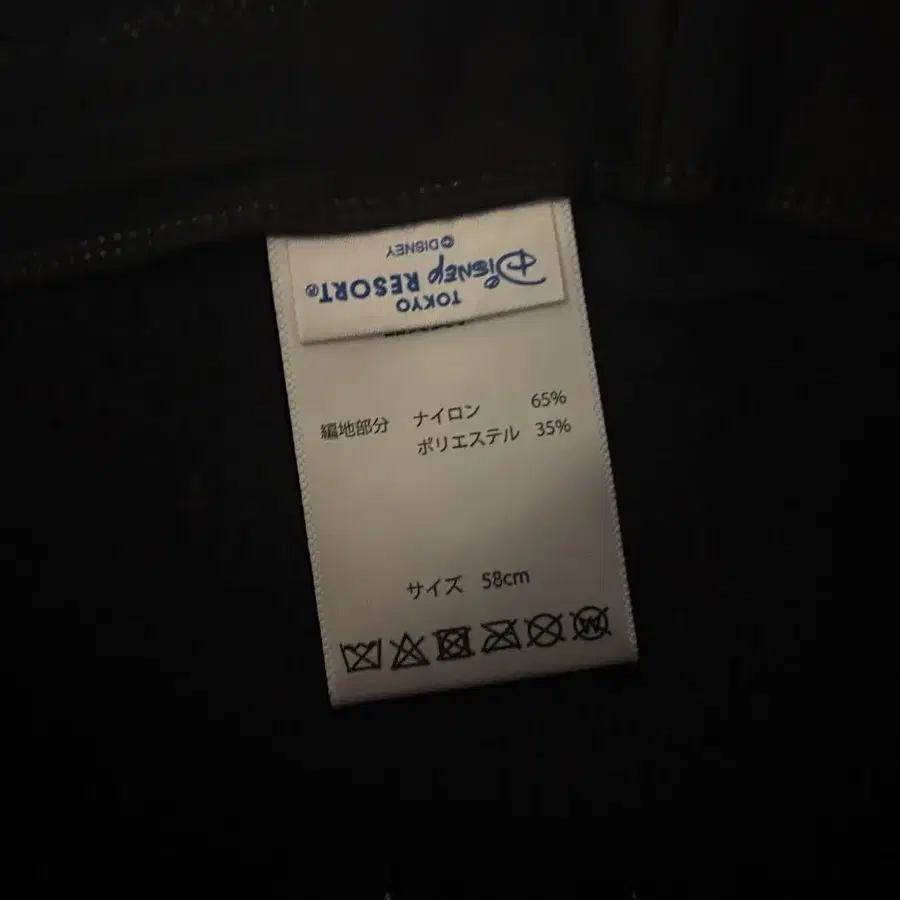 TOKYO
DISNEY RESORT®
© DISNEY
編地部分 ナイロン 65%
ポリエステル 35%
サイズ 58cm
W